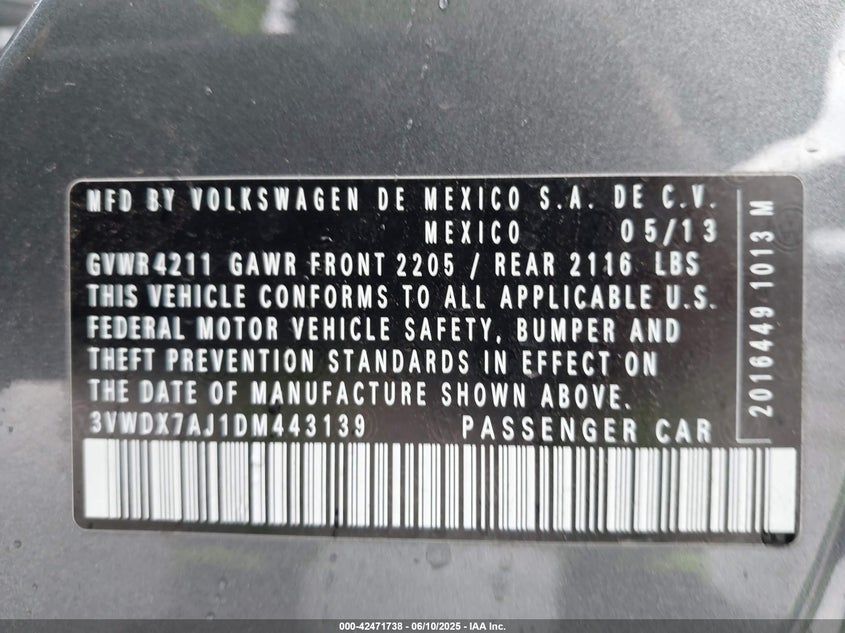 MFD BY VOLKSWAGEN DE MEXICO S.A. DE C.V.
MEXICO 05/13
GVWR4211 GAWR FRONT 2205 / REAR 2116 LBS
THIS VEHICLE CONFORMS TO ALL APPLICABLE U.S.
FEDERAL MOTOR VEHICLE SAFETY, BUMPER AND
THEFT PREVENTION STANDARDS IN EFFECT ON
THE DATE OF MANUFACTURE SHOWN ABOVE.
3VWDX7AJ1DM443139 PASSENGER CAR
2016449 1013 M
000-42471738 - 06/10/2025 - IAA Inc.